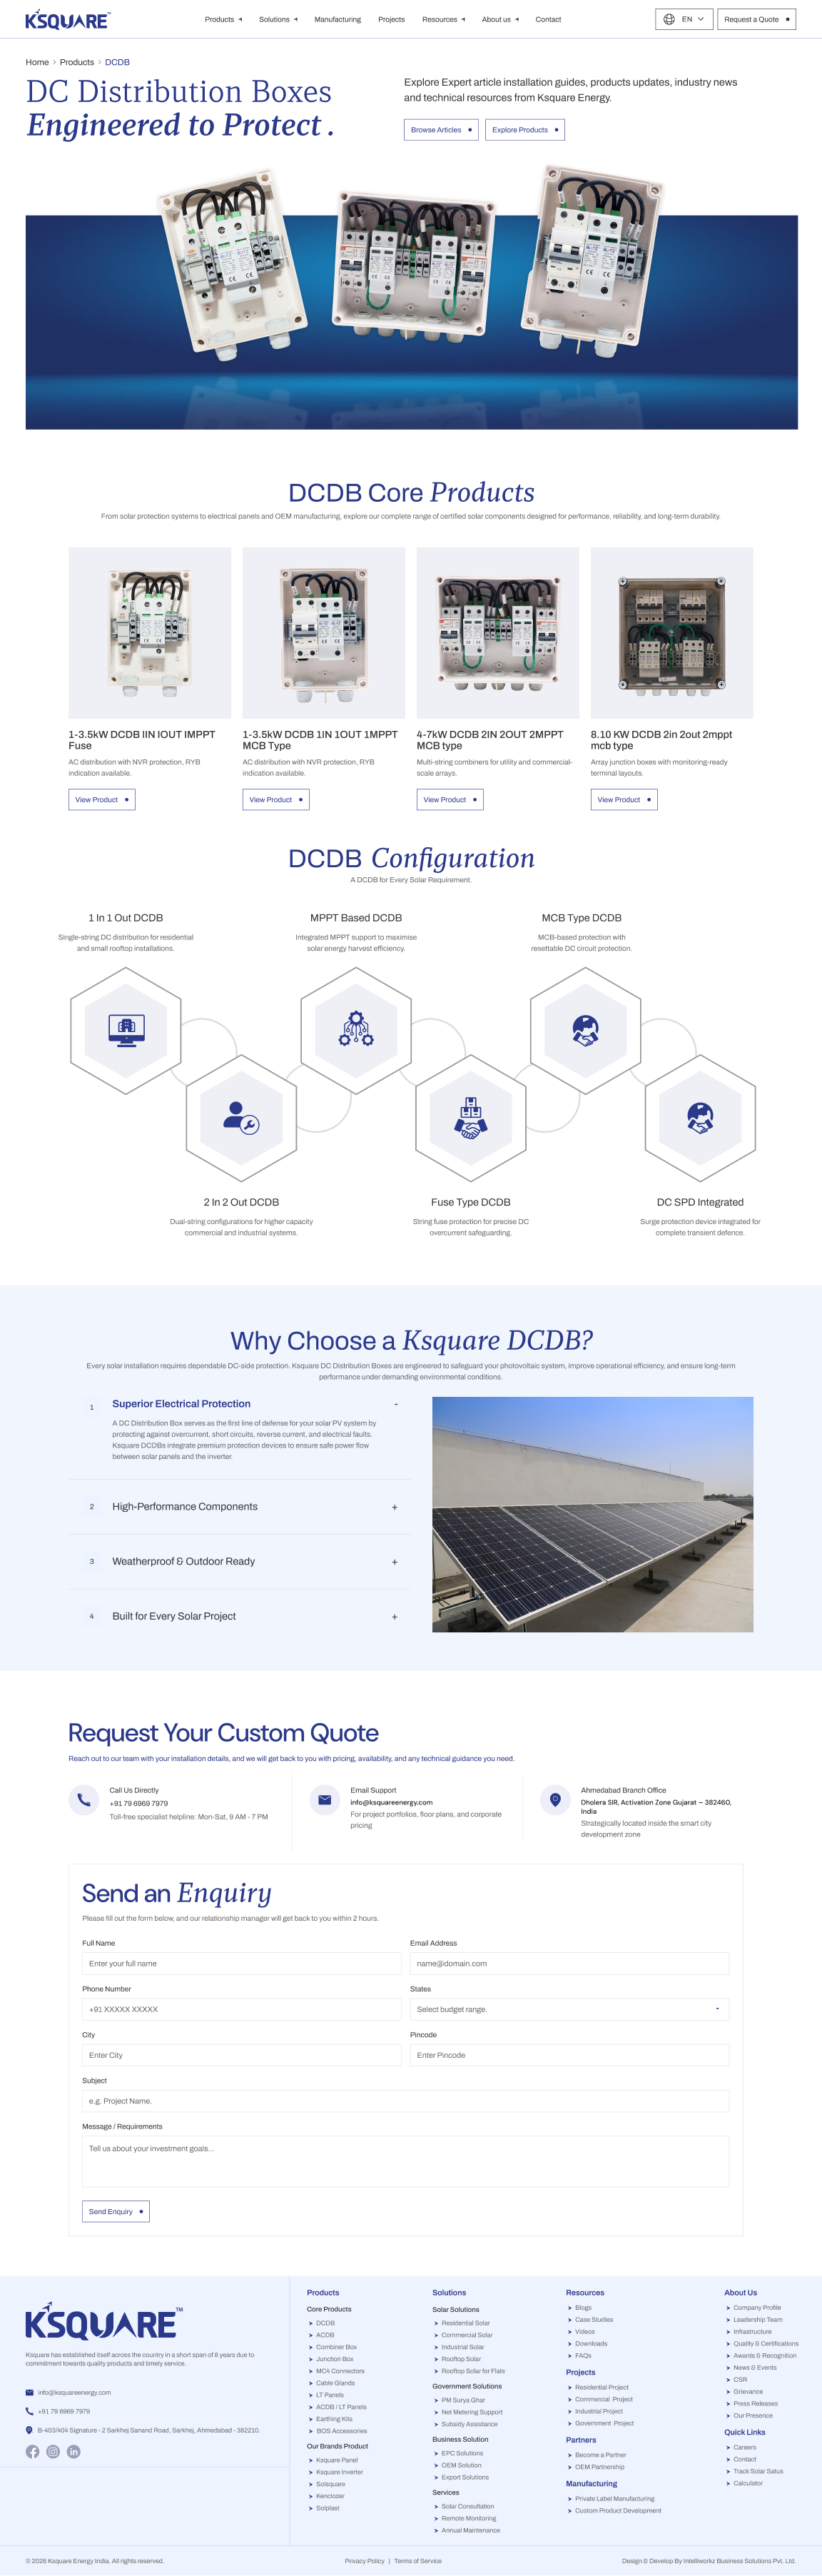 KSQUARE™
Products
Solutions
Manufacturing
Projects
Resources
About us
Contact
EN
Request a Quote
Home > Products > DCDB
DC Distribution Boxes
Engineered to Protect .
Explore Expert article installation guides, products updates, industry news
and technical resources from Ksquare Energy.
Browse Articles
Explore Products
DCDB Core Products
From solar protection systems to electrical panels and OEM manufacturing, explore our complete range of certified solar components designed for performance, reliability, and long-term durability.
1-3.5kW DCDB IIN IOUT IMPPT
Fuse
AC distribution with NVR protection, RYB
indication available.
View Product
1-3.5kW DCDB 1IN 1OUT 1MPPT
MCB Type
AC distribution with NVR protection, RYB
indication available.
View Product
4-7kW DCDB 2IN 2OUT 2MPPT
MCB type
Multi-string combiners for utility and commercial-
scale arrays.
View Product
8.10 KW DCDB 2in 2out 2mppt
mcb type
Array junction boxes with monitoring-ready
terminal layouts.
View Product
DCDB Configuration
A DCDB for Every Solar Requirement.
1 In 1 Out DCDB
Single-string DC distribution for residential
and small rooftop installations.
MPPT Based DCDB
Integrated MPPT support to maximise
solar energy harvest efficiency.
MCB Type DCDB
MCB-based protection with
resettable DC circuit protection.
2 In 2 Out DCDB
Dual-string configurations for higher capacity
commercial and industrial systems.
Fuse Type DCDB
String fuse protection for precise DC
overcurrent safeguarding.
DC SPD Integrated
Surge protection device integrated for
complete transient defence.
Why Choose a Ksquare DCDB?
Every solar installation requires dependable DC-side protection. Ksquare DC Distribution Boxes are engineered to safeguard your photovoltaic system, improve operational efficiency, and ensure long-term
performance under demanding environmental conditions.
1
Superior Electrical Protection
-
A DC Distribution Box serves as the first line of defense for your solar PV system by
protecting against overcurrent, short circuits, reverse current, and electrical faults.
Ksquare DCDBs integrate premium protection devices to ensure safe power flow
between solar panels and the inverter.
2
High-Performance Components
+
3
Weatherproof & Outdoor Ready
+
4
Built for Every Solar Project
+
Request Your Custom Quote
Reach out to our team with your installation details, and we will get back to you with pricing, availability, and any technical guidance you need.
Call Us Directly
+91 79 6969 7979
Toll-free specialist helpline: Mon-Sat, 9 AM - 7 PM
Email Support
info@ksquareenergy.com
For project portfolios, floor plans, and corporate
pricing
Ahmedabad Branch Office
Dholera SIR, Activation Zone Gujarat – 382460,
India
Strategically located inside the smart city
development zone
Send an Enquiry
Please fill out the form below, and our relationship manager will get back to you within 2 hours.
Full Name
Enter your full name
Email Address
name@domain.com
Phone Number
+91 XXXXX XXXXX
States
Select budget range.
City
Enter City
Pincode
Enter Pincode
Subject
e.g. Project Name.
Message / Requirements
Tell us about your investment goals...
Send Enquiry
KSQUARE™
Ksquare has established itself across the country in a short span of 8 years due to
commitment towards quality products and timely service.
info@ksquareenergy.com
+91 79 6969 7979
B-403/404 Signature - 2 Sarkhej Sanand Road, Sarkhej, Ahmedabad - 382210.
Products
Core Products
DCDB
ACDB
Combiner Box
Junction Box
MC4 Connectors
Cable Glands
LT Panels
ACDB / LT Panels
Earthing Kits
BOS Accessories
Our Brands Product
Ksquare Panel
Ksquare Inverter
Solsquare
Kenclozer
Solplast
Solutions
Solar Solutions
Residential Solar
Commercial Solar
Industrial Solar
Rooftop Solar
Rooftop Solar for Flats
Government Solutions
PM Surya Ghar
Net Metering Support
Subsidy Assistance
Business Solution
EPC Solutions
OEM Solution
Export Solutions
Services
Solar Consultation
Remote Monitoring
Annual Maintenance
Resources
Blogs
Case Studies
Videos
Downloads
FAQs
Projects
Residential Project
Commercial Project
Industrial Project
Government Project
Partners
Become a Partner
OEM Partnership
Manufacturing
Private Label Manufacturing
Custom Product Development
About Us
Company Profile
Leadership Team
Infrastructure
Quality & Certifications
Awards & Recognition
News & Events
CSR
Grievance
Press Releases
Our Presence
Quick Links
Careers
Contact
Track Solar Satus
Calculator
© 2026 Ksquare Energy India. All rights reserved.
Privacy Policy | Terms of Service
Design & Develop By Intelliworkz Business Solutions Pvt. Ltd.